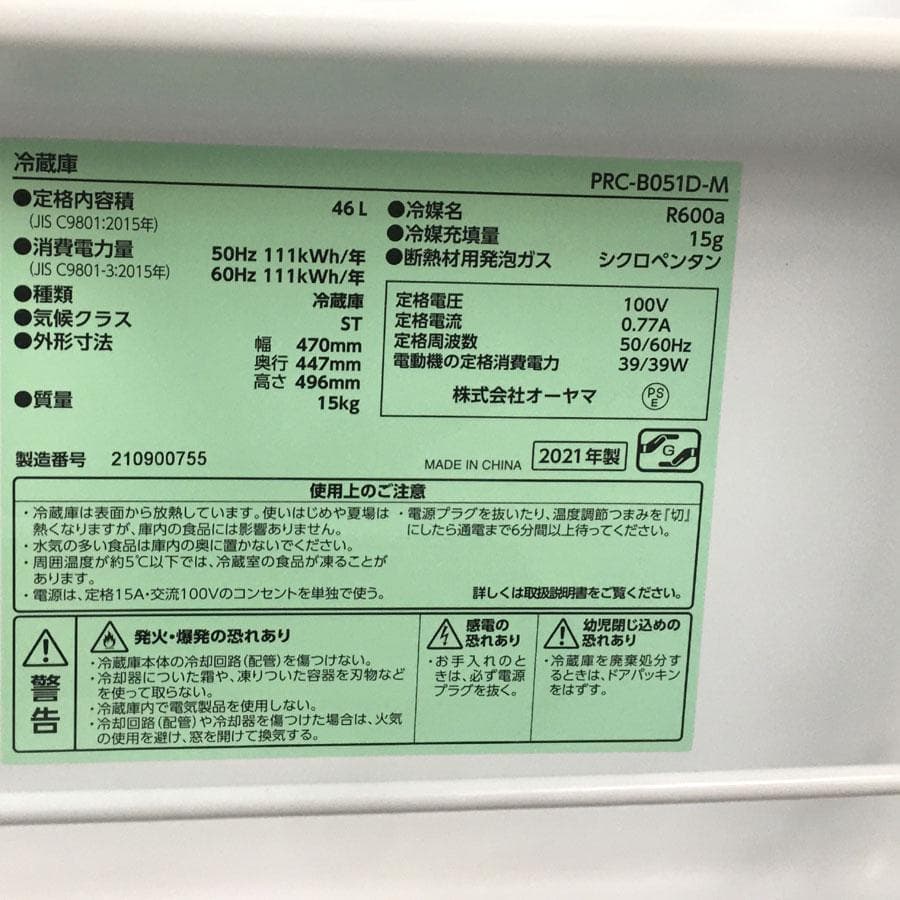 冷蔵庫
PRC-B051D-M
●定格内容積 46L
(JIS C9801:2015年)
●消費電力量 50Hz 111kWh/年
(JIS C9801-3:2015年) 60Hz 111kWh/年
●種類 冷蔵庫
●気候クラス ST
●外形寸法 幅 470mm
奥行 447mm
高さ 496mm
●質量 15kg
●冷媒名 R600a
●冷媒充填量 15g
●断熱材用発泡ガス シクロペンタン
定格電圧 100V
定格電流 0.77A
定格周波数 50/60Hz
電動機の定格消費電力 39/39W
株式会社オーヤマ PS E
製造番号 210900755
MADE IN CHINA 2021年製 G
使用上のご注意
・冷蔵庫は表面から放熱しています。使いはじめや夏場は
熱くなりますが、庫内の食品には影響ありません。
・水気の多い食品は庫内の奥に置かないでください。
・周囲温度が約5℃以下では、冷蔵室の食品が凍ることが
あります。
・電源は、定格15A・交流100Vのコンセントを単独で使う。
・電源プラグを抜いたり、温度調節つまみを「切」
にしたら通電まで6分間以上待ってください。
詳しくは取扱説明書をご覧ください。
警告
発火・爆発の恐れあり
・冷蔵庫本体の冷却回路(配管)を傷つけない。
・冷却器についた霜や、凍りついた容器を刃物など
を使って取らない。
・冷蔵庫内で電気製品を使用しない。
・冷却回路(配管)や冷却器を傷つけた場合は、火気
の使用を避け、窓を開けて換気する。
感電の
恐れあり
・お手入れのと
きは、必ず電源
プラグを抜く。
幼児閉じ込めの
恐れあり
・冷蔵庫を廃棄処分す
るときは、ドアパッキン
をはずす。